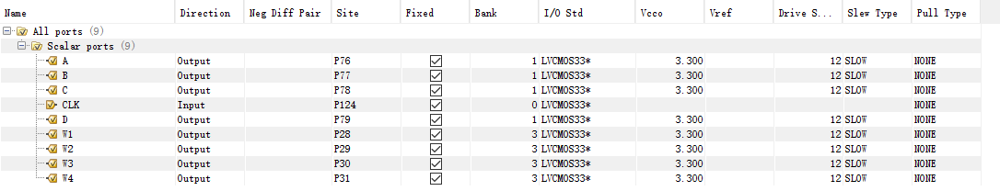 Name Direction Neg Diff Pair Site Fixed Bank I/O Std Vcco Vref Drive S... Slew Type Pull Type
All ports (9)
Scalar ports (9)
A Output P76 1 LVCMOS33* 3.300 12 SLOW NONE
B Output P77 1 LVCMOS33* 3.300 12 SLOW NONE
C Output P78 1 LVCMOS33* 3.300 12 SLOW NONE
CLK Input P124 0 LVCMOS33* NONE
D Output P79 1 LVCMOS33* 3.300 12 SLOW NONE
W1 Output P28 3 LVCMOS33* 3.300 12 SLOW NONE
W2 Output P29 3 LVCMOS33* 3.300 12 SLOW NONE
W3 Output P30 3 LVCMOS33* 3.300 12 SLOW NONE
W4 Output P31 3 LVCMOS33* 3.300 12 SLOW NONE